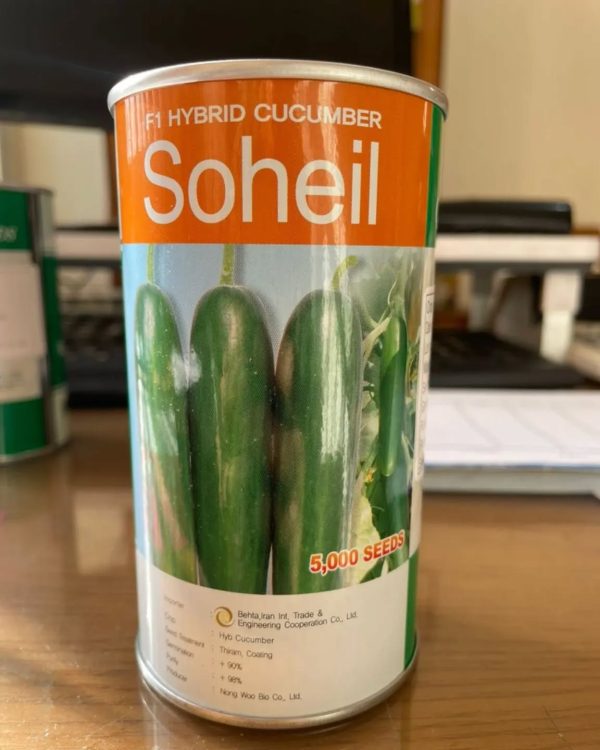 F1 HYBRID CUCUMBER
Soheil
5,000 SEEDS
Importer : Behta,Iran Int. Trade &
Engineering Cooperation Co., Ltd.
Crop : Hyb Cucumber
Seed Treatment : Thiram, Coating
Germination : + 90%
Purity : + 98%
Producer : Nong Woo Bio Co., Ltd.